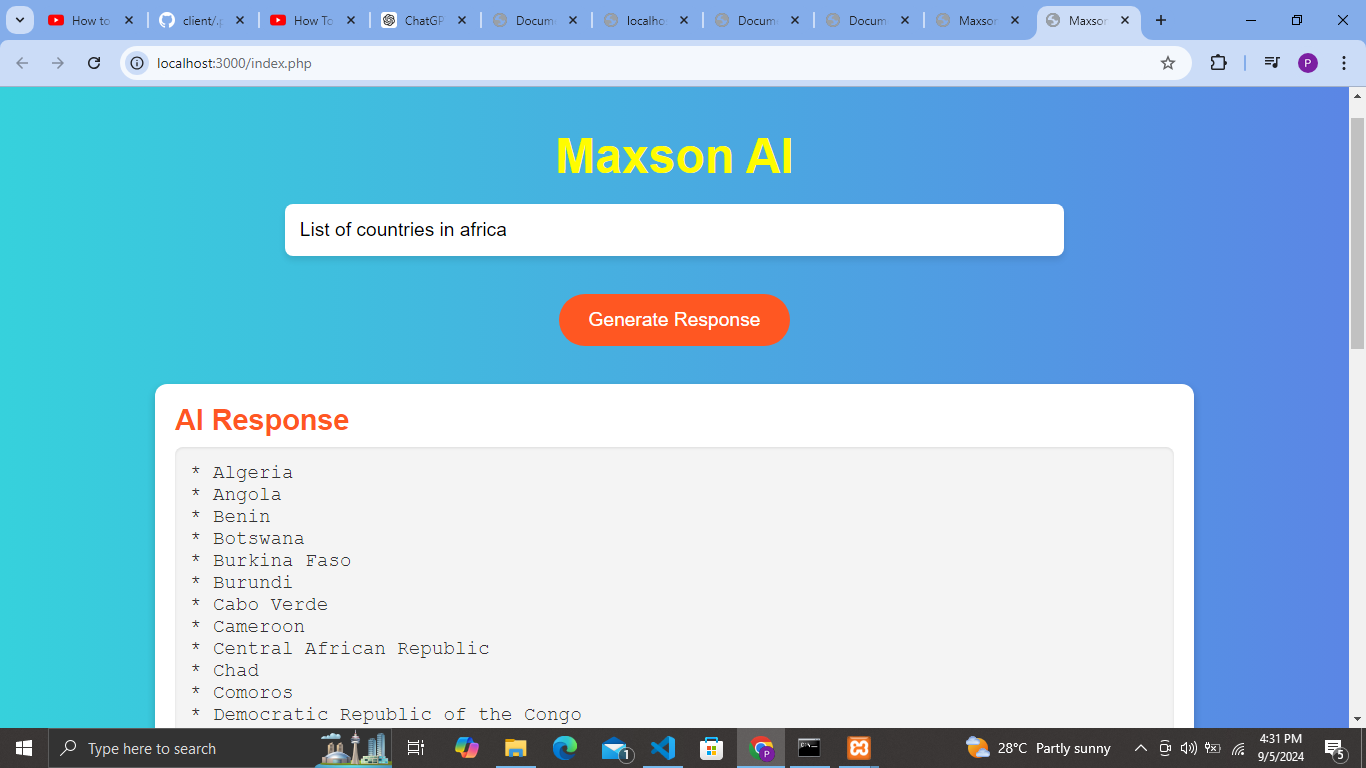 How to
client/.
How To
ChatGP
Docum
localho
Docum
Docum
Maxson
Maxson
localhost:3000/index.php
P
Maxson AI
List of countries in africa
Generate Response
AI Response
* Algeria
* Angola
* Benin
* Botswana
* Burkina Faso
* Burundi
* Cabo Verde
* Cameroon
* Central African Republic
* Chad
* Comoros
* Democratic Republic of the Congo
Type here to search
1
P
28°C Partly sunny
4:31 PM
9/5/2024
5